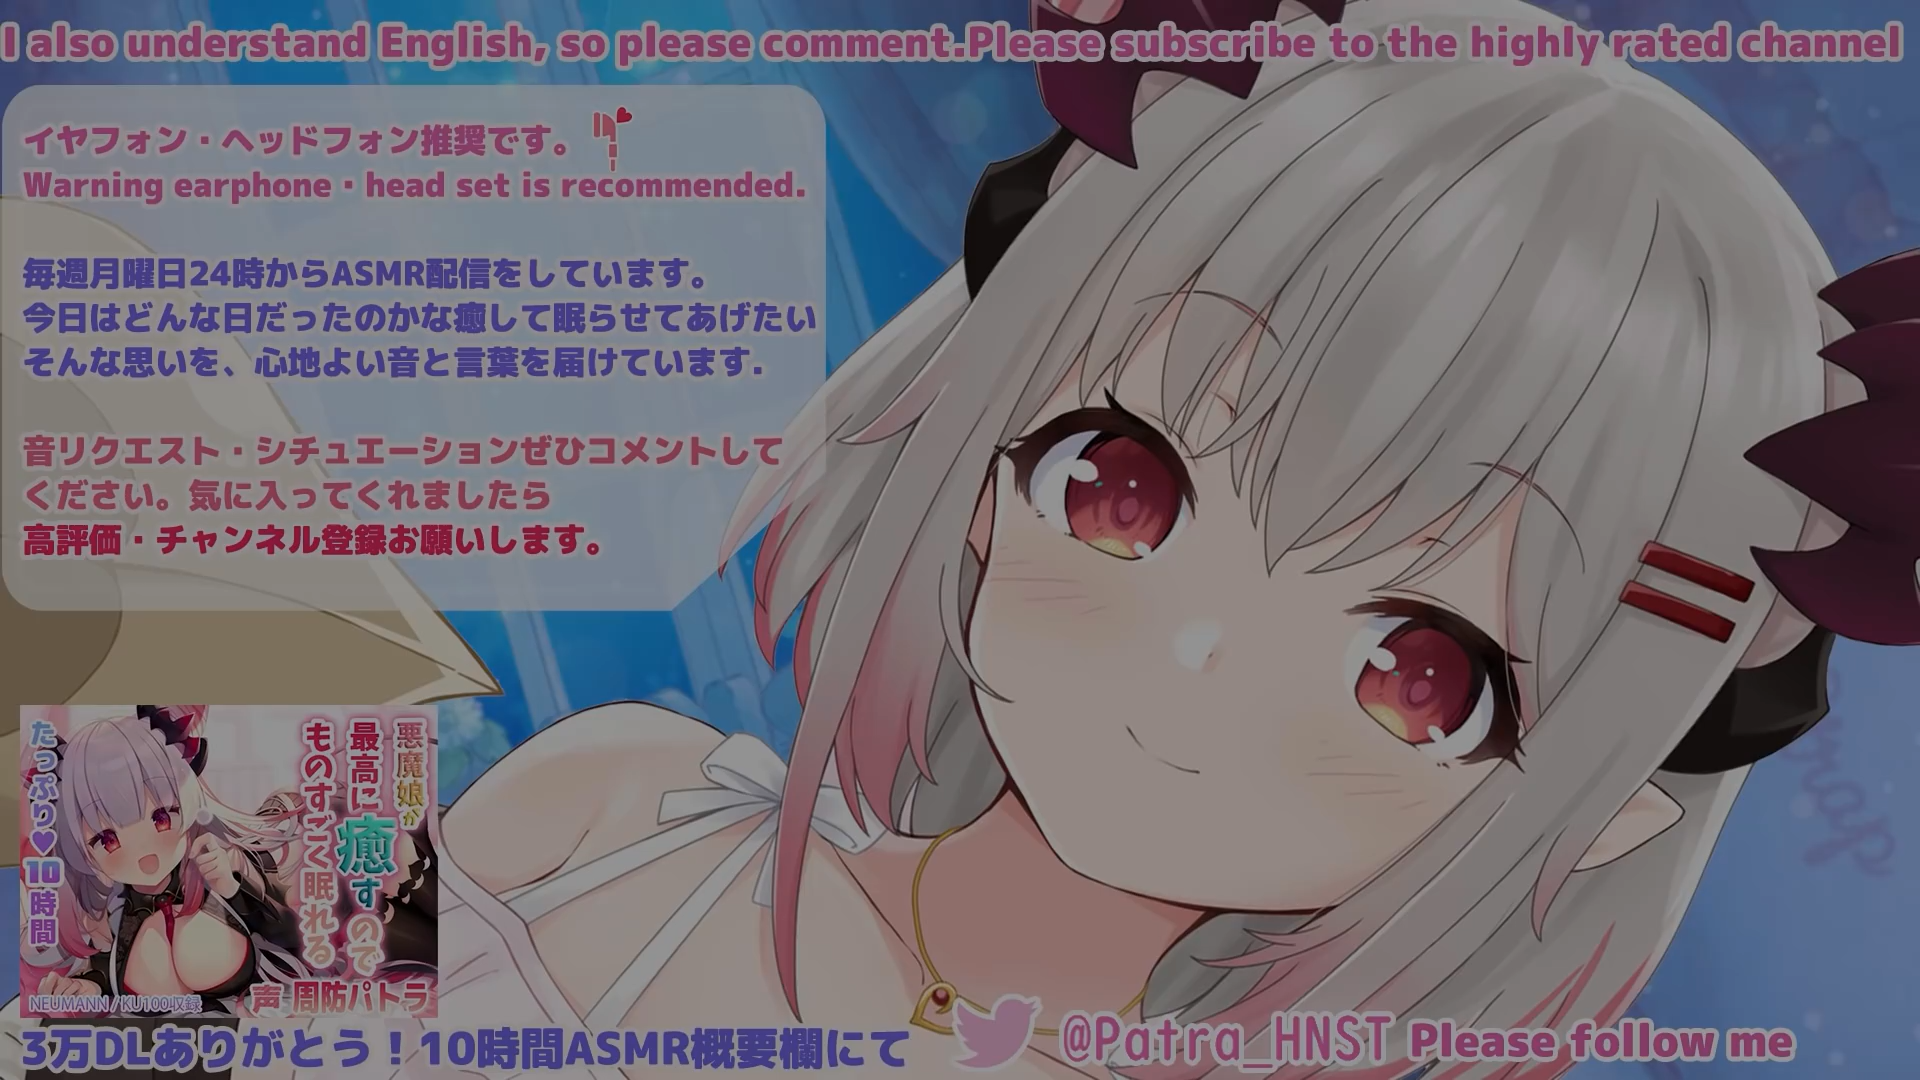 I also understand English, so please comment.Please subscribe to the highly rated channel
イヤフォン・ヘッドフォン推奨です。
Warning earphone・head set is recommended.
毎週月曜日24時からASMR配信をしています。
今日はどんな日だったのかな癒して眠らせてあげたい
そんな思いを、心地よい音と言葉を届けています.
音リクエスト・シチュエーションぜひコメントして
ください。気に入ってくれましたら
高評価・チャンネル登録お願いします。
悪魔娘が
最高に癒すので
ものすごく眠れる
たっぷり♥10時間
NEUMANN/KU100収録
声 周防パトラ
3万DLありがとう！10時間ASMR概要欄にて
@Patra_HNST Please follow me